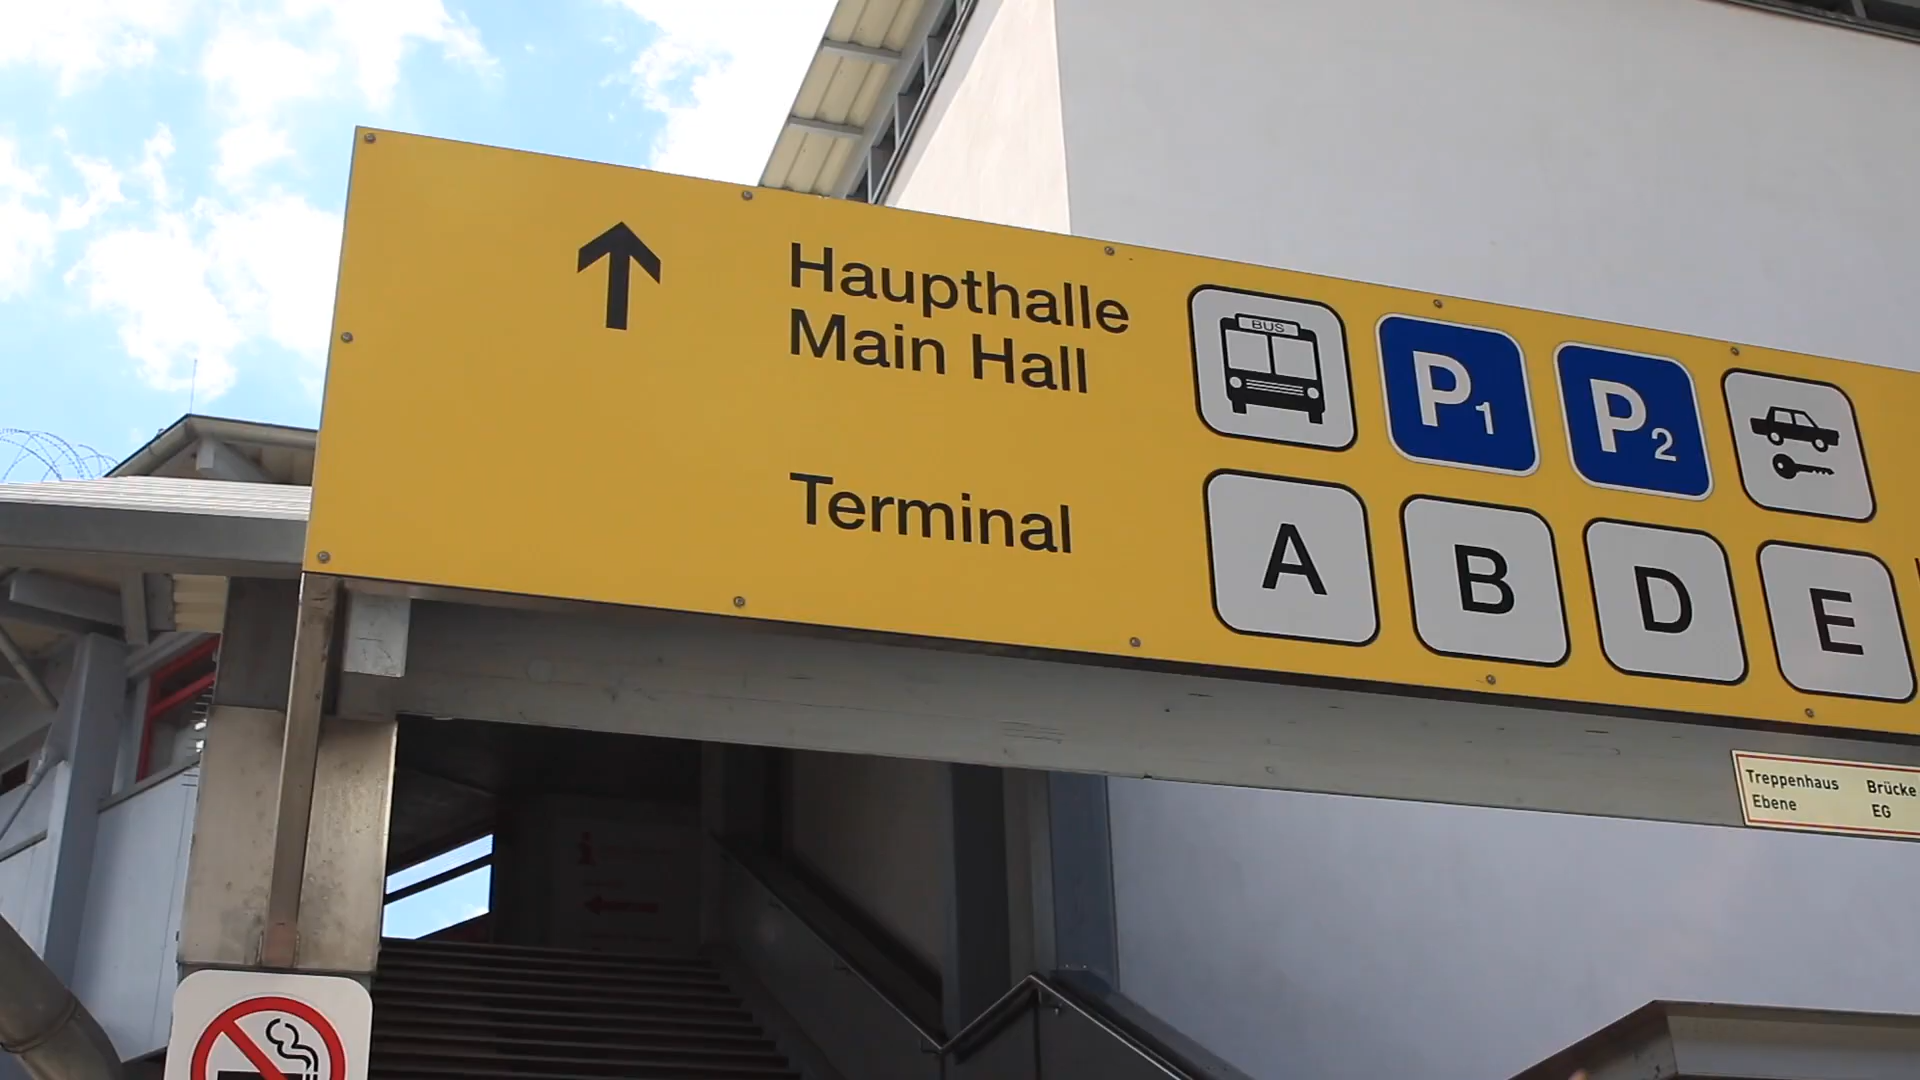 Haupthalle
Main Hall
BUS
P1
P2
Terminal
A
B
D
E
Treppenhaus Brücke
Ebene EG